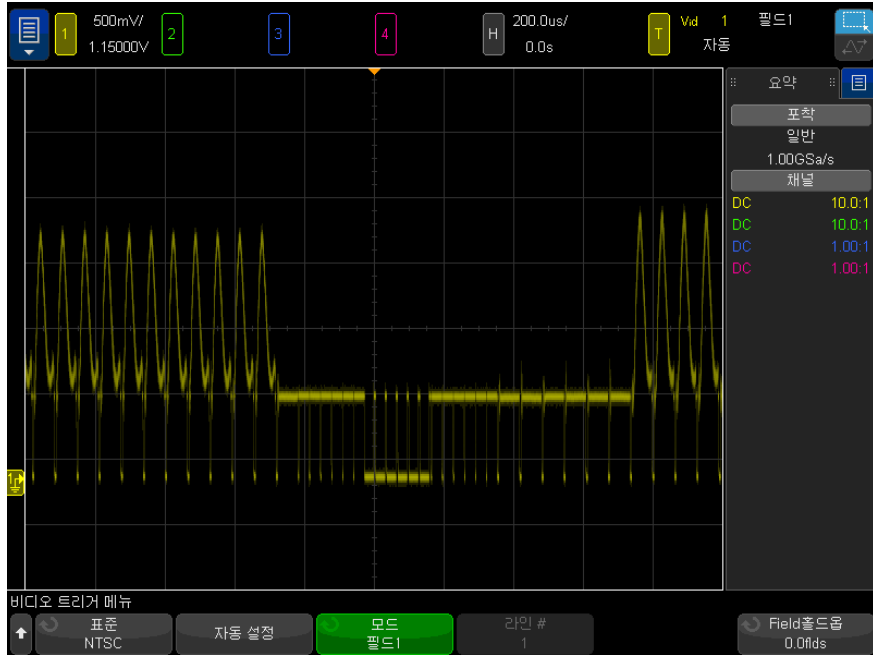 1 500mV/ 2 3 4 H 200.0us/ T Vid 1 필드1
1.15000V 0.0s 자동
요약
포착
일반
1.00GSa/s
채널
DC 10.0:1
DC 10.0:1
DC 1.00:1
DC 1.00:1
1
비디오 트리거 메뉴
표준 자동 설정 모드 라인 # Field홀드옵
NTSC 필드1 1 0.0flds